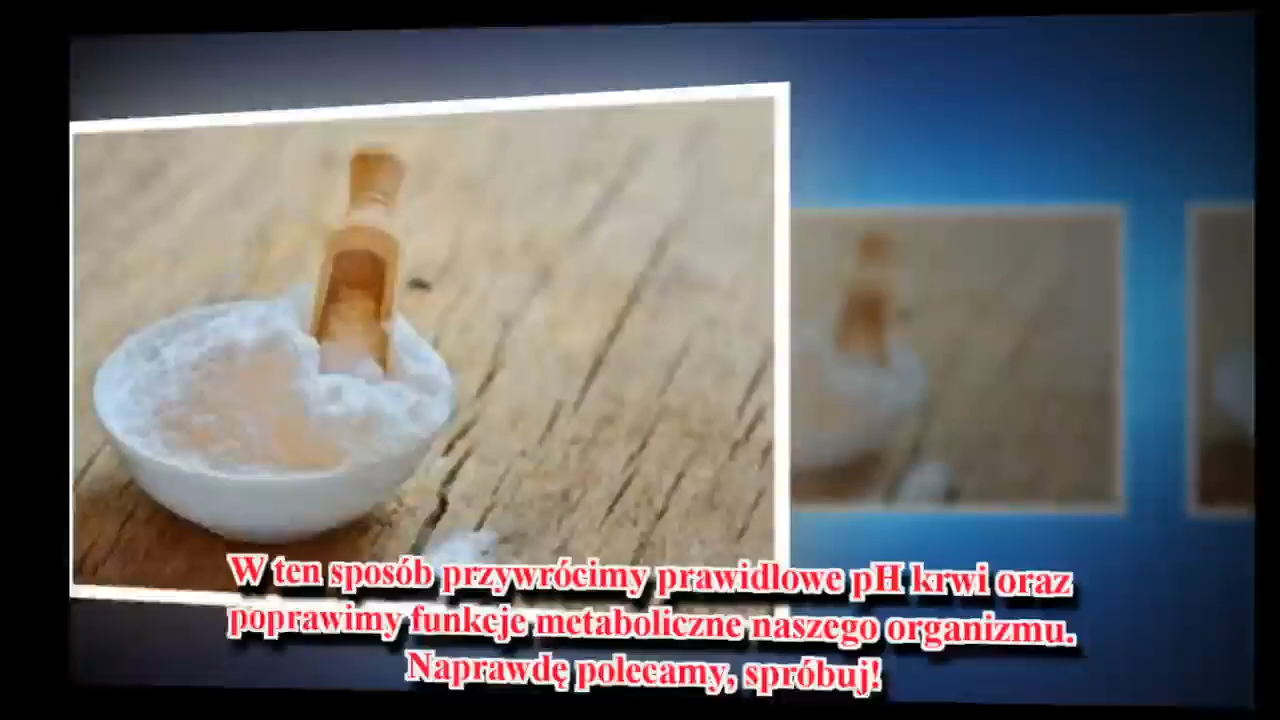 W ten sposób przywrócimy prawidłowe pH krwi oraz
poprawimy funkcje metaboliczne naszego organizmu.
Naprawdę polecamy, spróbuj!